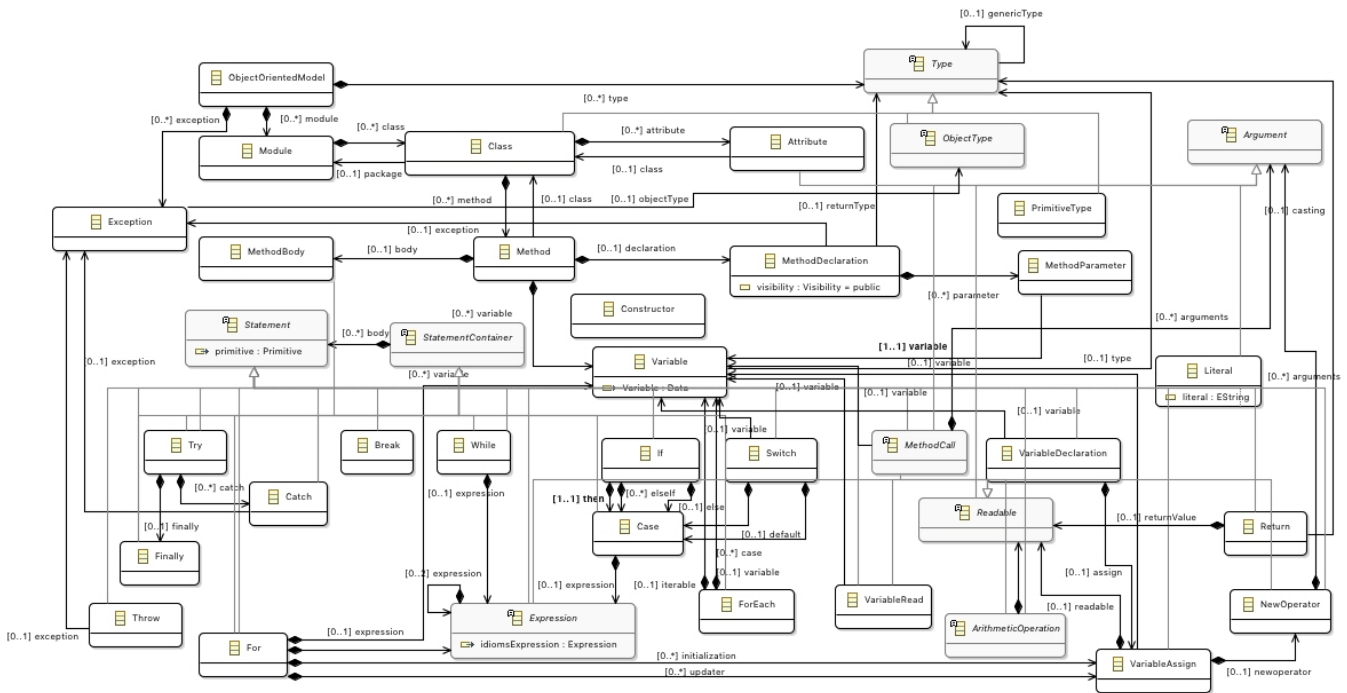 [0..1] genericType
Type
ObjectOrientedModel
[0..*] type
[0..*] exception
[0..*] module
[0..*] class
[0..*] attribute
Class
Attribute
ObjectType
Argument
Module
[0..1] package
[0..1] class
[0..*] method
[0..1] class
[0..1] objectType
[0..1] returnType
PrimitiveType
[0..1] casting
Exception
[0..*] exception
MethodBody
[0..1] body
Method
[0..1] declaration
MethodDeclaration
visibility : Visibility = public
MethodParameter
[0..*] parameter
Constructor
[0..*] variable
[0..*] arguments
Statement
primitive : Primitive
[0..*] body
StatementContainer
[0..1] exception
[1..1] variable
Variable
Variable : Data
[0..1] variable
[0..1] type
Literal
literal : EString
[0..*] arguments
[0..*] variable
[0..1] variable
[0..1] variable
[0..1] variable
[0..1] variable
Try
Break
While
If
Switch
MethodCall
VariableDeclaration
[0..*] catch
Catch
[0..1] expression
[1..1] then
[0..*] elseIf
[0..1] else
Readable
[0..1] returnValue
Return
[0..1] finally
Case
[0..1] default
Finally
[0..*] case
[0..2] expression
[0..1] expression
[0..1] iterable
[0..1] variable
[0..1] assign
Throw
Expression
idiomsExpression : Expression
ForEach
VariableRead
[0..1] readable
NewOperator
[0..1] exception
[0..1] expression
ArithmeticOperation
For
[0..*] initialization
[0..*] updater
VariableAssign
[0..1] newoperator